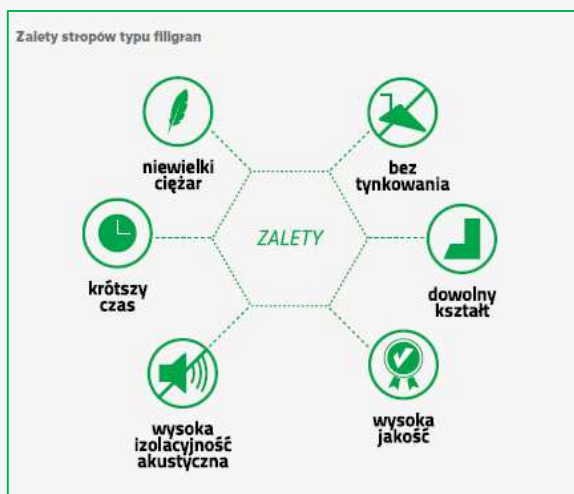 Zalety stropów typu filigran
niewielki
ciężar
bez
tynkowania
ZALETY
krótszy
czas
dowolny
kształt
wysoka
izolacyjność
akustyczna
wysoka
jakość